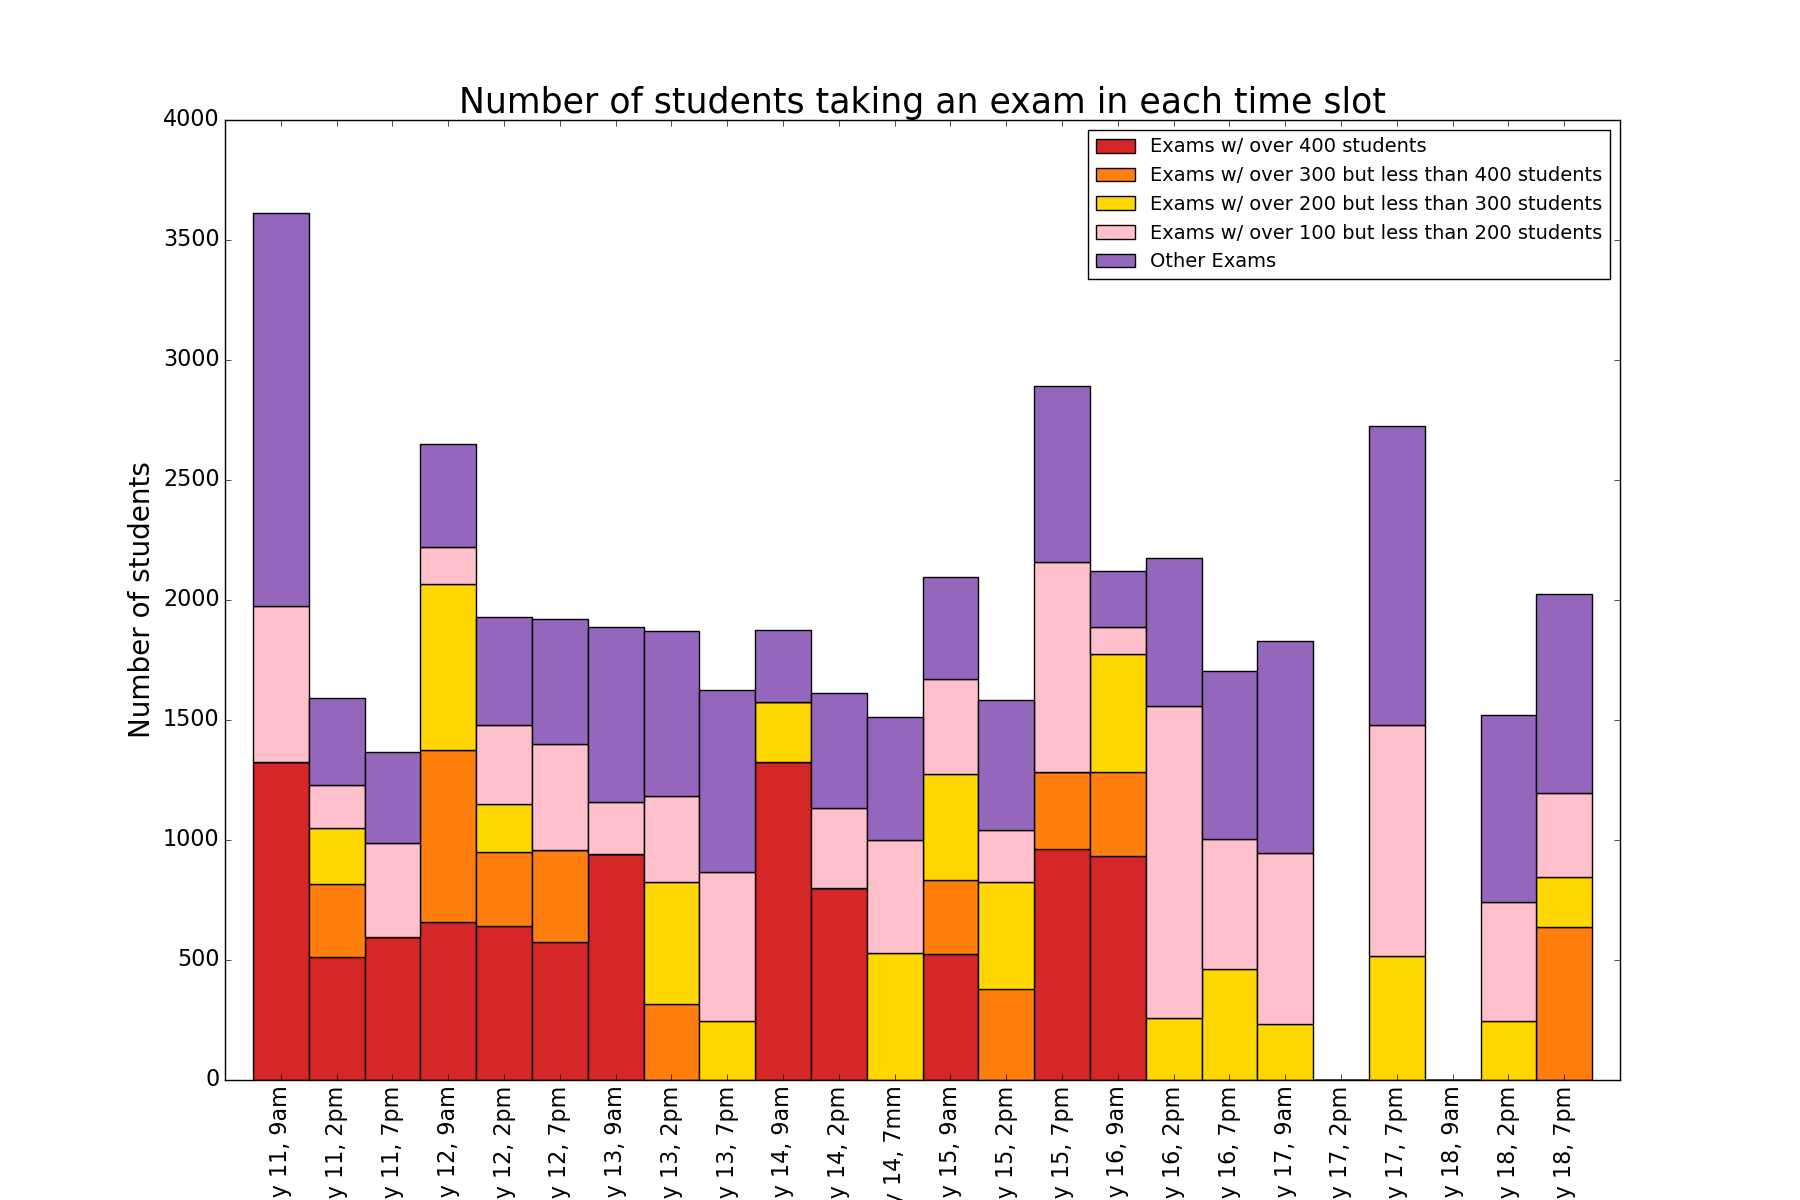 Number of students taking an exam in each time slot
4000
3500
3000
2500
2000
1500
1000
500
0
Number of students
Exams w/ over 400 students
Exams w/ over 300 but less than 400 students
Exams w/ over 200 but less than 300 students
Exams w/ over 100 but less than 200 students
Other Exams
y 11, 9am
y 11, 2pm
y 11, 7pm
y 12, 9am
y 12, 2pm
y 12, 7pm
y 13, 9am
y 13, 2pm
y 13, 7pm
y 14, 9am
y 14, 2pm
y 14, 7mm
y 15, 9am
y 15, 2pm
y 15, 7pm
y 16, 9am
y 16, 2pm
y 16, 7pm
y 17, 9am
y 17, 2pm
y 17, 7pm
y 18, 9am
y 18, 2pm
y 18, 7pm